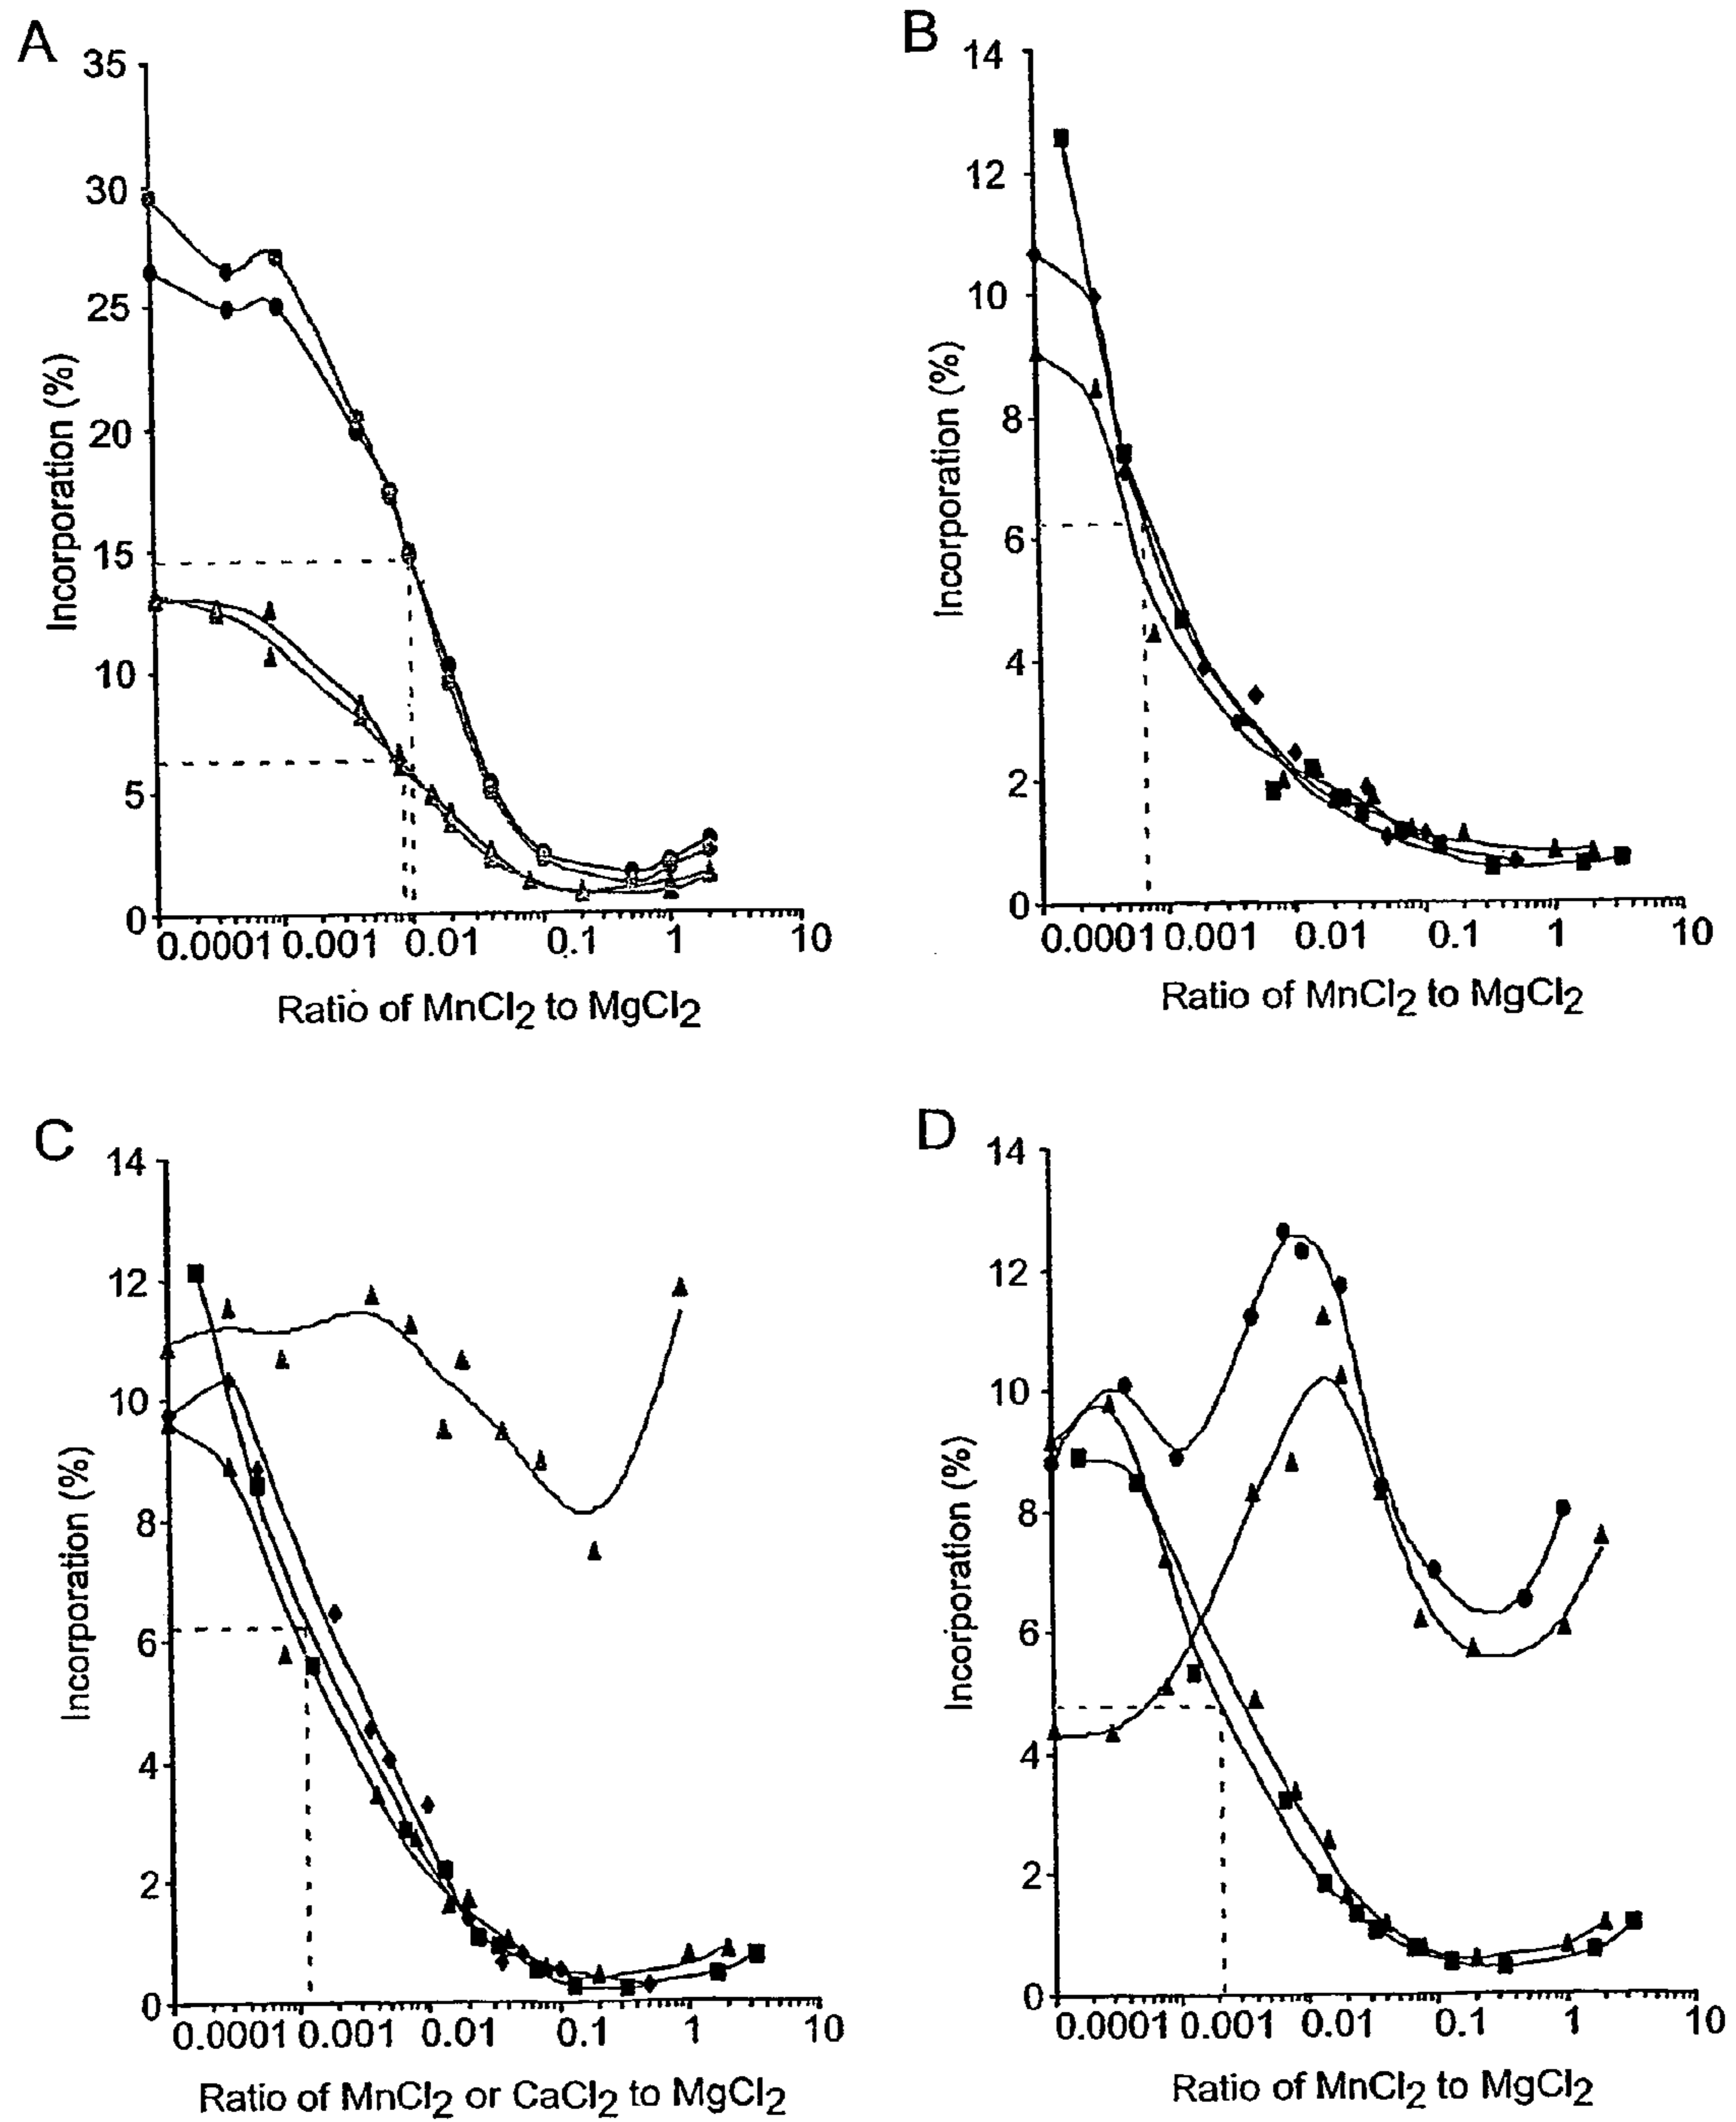 A
35
30
25
20
15
10
5
0
Incorporation (%)
0.0001 0.001 0.01 0.1 1 10
Ratio of MnCl2 to MgCl2
B
14
12
10
8
6
4
2
0
Incorporation (%)
0.0001 0.001 0.01 0.1 1 10
Ratio of MnCl2 to MgCl2
C
14
12
10
8
6
4
2
0
Incorporation (%)
0.0001 0.001 0.01 0.1 1 10
Ratio of MnCl2 or CaCl2 to MgCl2
D
14
12
10
8
6
4
2
0
Incorporation (%)
0.0001 0.001 0.01 0.1 1 10
Ratio of MnCl2 to MgCl2